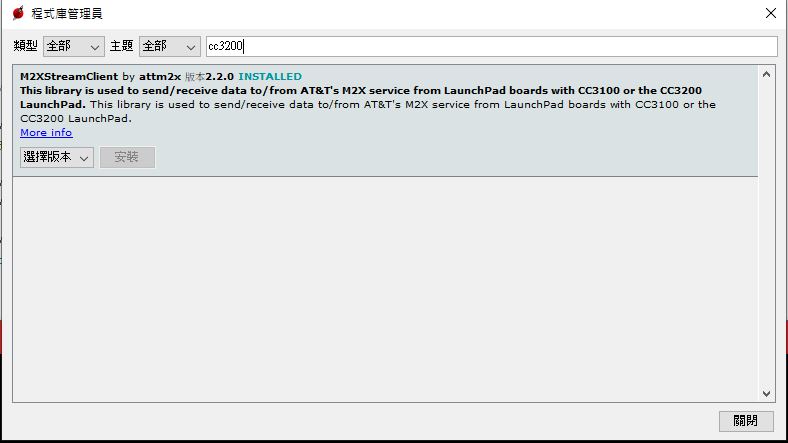 程式庫管理員
類型 全部 主題 全部 cc3200
M2XStreamClient by attm2x 版本2.2.0 INSTALLED
This library is used to send/receive data to/from AT&T's M2X service from LaunchPad boards with CC3100 or the CC3200
LaunchPad. This library is used to send/receive data to/from AT&T's M2X service from LaunchPad boards with CC3100 or the
CC3200 LaunchPad.
More info
選擇版本 安裝
關閉